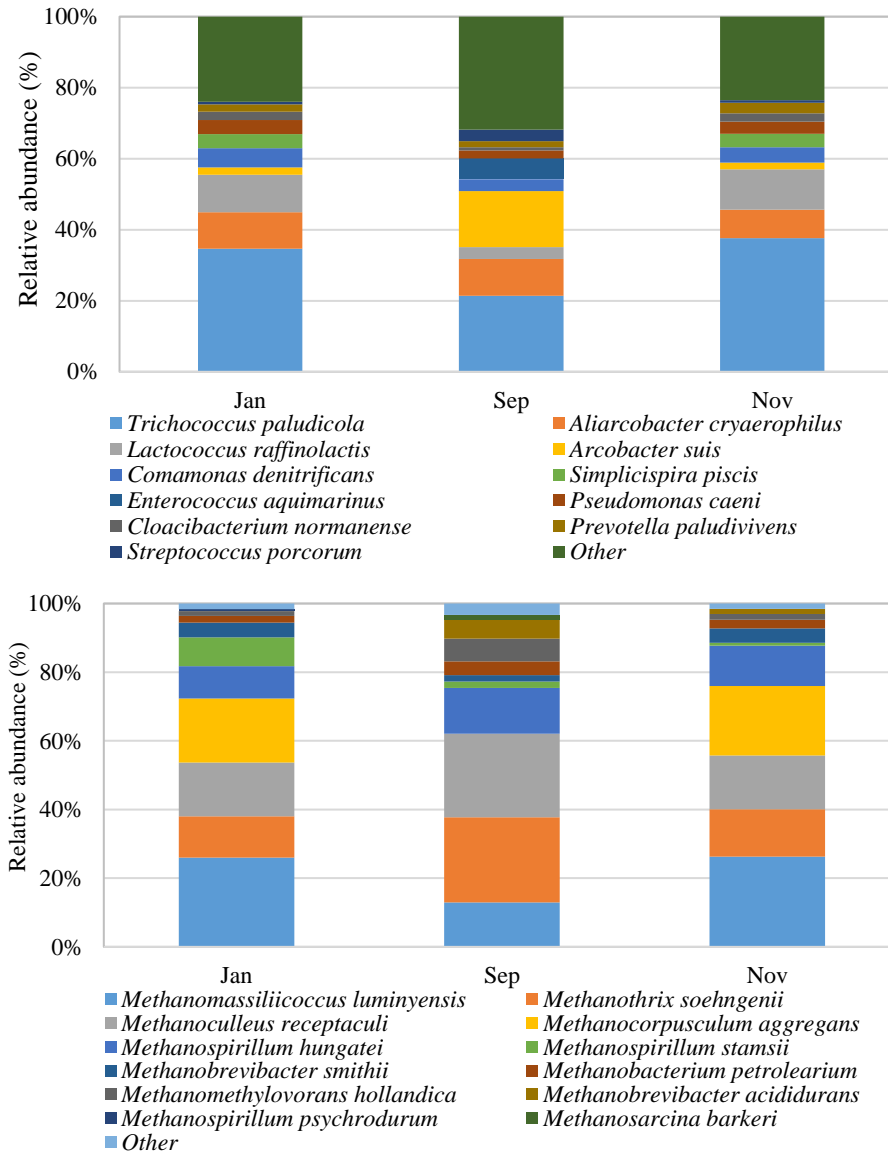 100%
80%
60%
40%
20%
0%
Relative abundance (%)
Jan Sep Nov
Trichococcus paludicola Aliarcobacter cryaerophilus
Lactococcus raffinolactis Arcobacter suis
Comamonas denitrificans Simplicispira piscis
Enterococcus aquimarinus Pseudomonas caeni
Cloacibacterium normanense Prevotella paludivivens
Streptococcus porcorum Other
100%
80%
60%
40%
20%
0%
Relative abundance (%)
Jan Sep Nov
Methanomassiliicoccus luminyensis Methanothrix soehngenii
Methanoculleus receptaculi Methanocorpusculum aggregans
Methanospirillum hungatei Methanospirillum stamsii
Methanobrevibacter smithii Methanobacterium petrolearium
Methanomethylovorans hollandica Methanobrevibacter acididurans
Methanospirillum psychrodurum Methanosarcina barkeri
Other